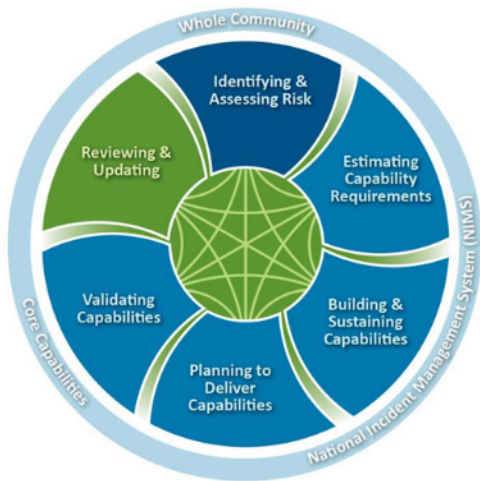 Whole Community
Identifying &
Assessing Risk
Estimating
Capability
Requirements
Building &
Sustaining
Capabilities
Planning to
Deliver
Capabilities
Validating
Capabilities
Reviewing &
Updating
National Incident Management System (NIMS)
Core Capabilities